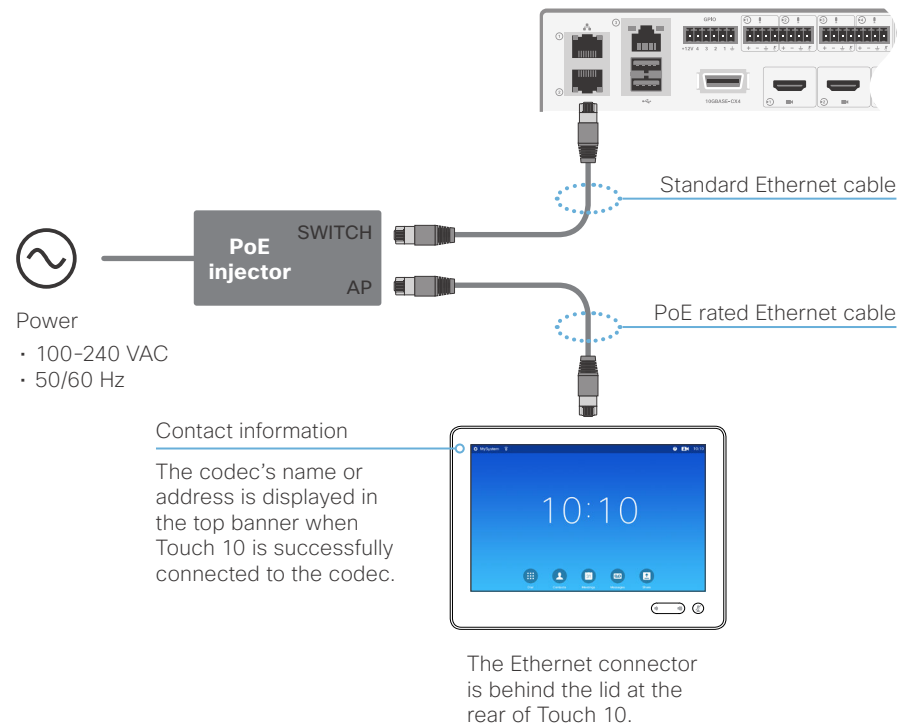 GPIO
+12V 4 3 2 1
10GBASE-CX4
Standard Ethernet cable
SWITCH
PoE
injector
AP
PoE rated Ethernet cable
Power
• 100-240 VAC
• 50/60 Hz
Contact information
The codec's name or
address is displayed in
the top banner when
Touch 10 is successfully
connected to the codec.
MySystem
10:10
10:10
The Ethernet connector
is behind the lid at the
rear of Touch 10.